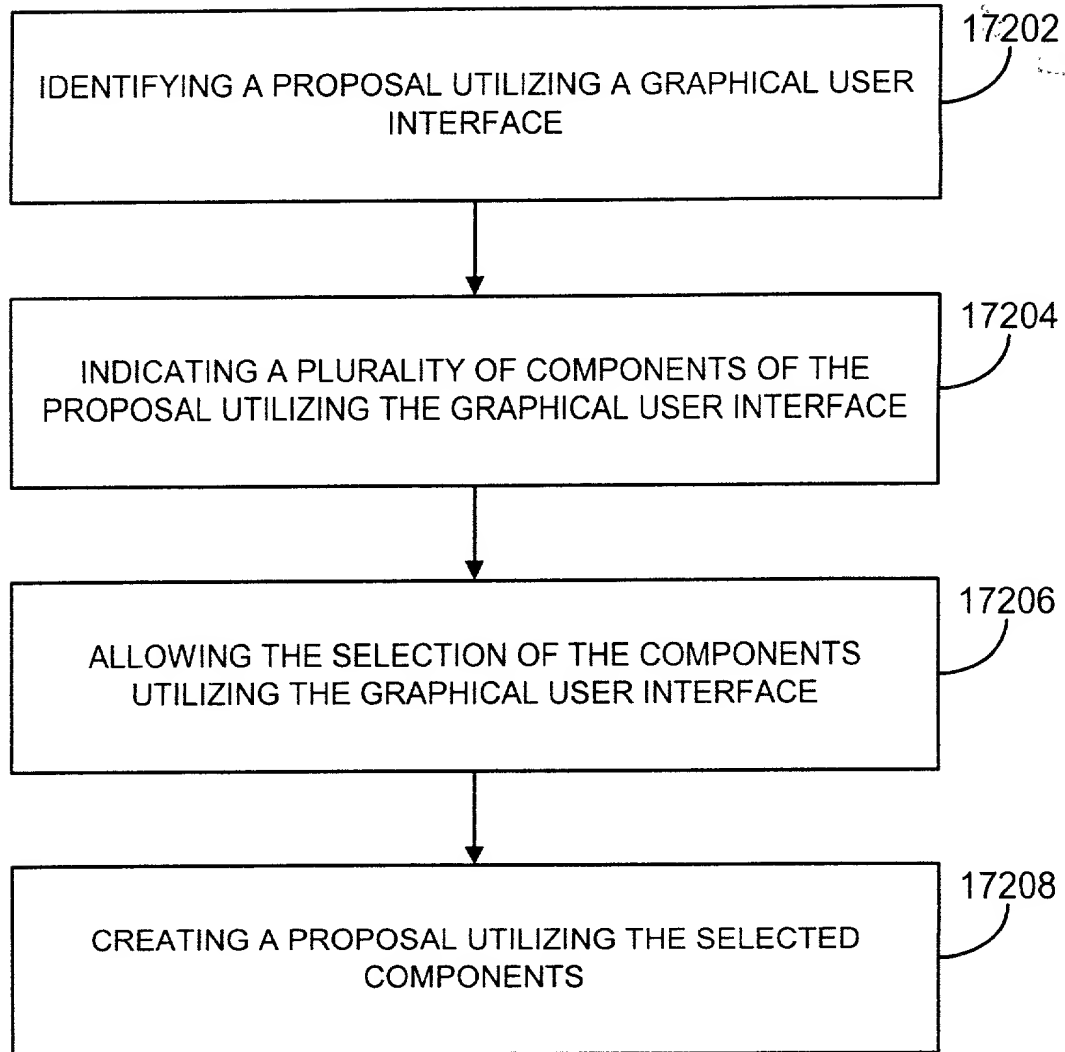 17202
IDENTIFYING A PROPOSAL UTILIZING A GRAPHICAL USER
INTERFACE
17204
INDICATING A PLURALITY OF COMPONENTS OF THE
PROPOSAL UTILIZING THE GRAPHICAL USER INTERFACE
17206
ALLOWING THE SELECTION OF THE COMPONENTS
UTILIZING THE GRAPHICAL USER INTERFACE
17208
CREATING A PROPOSAL UTILIZING THE SELECTED
COMPONENTS